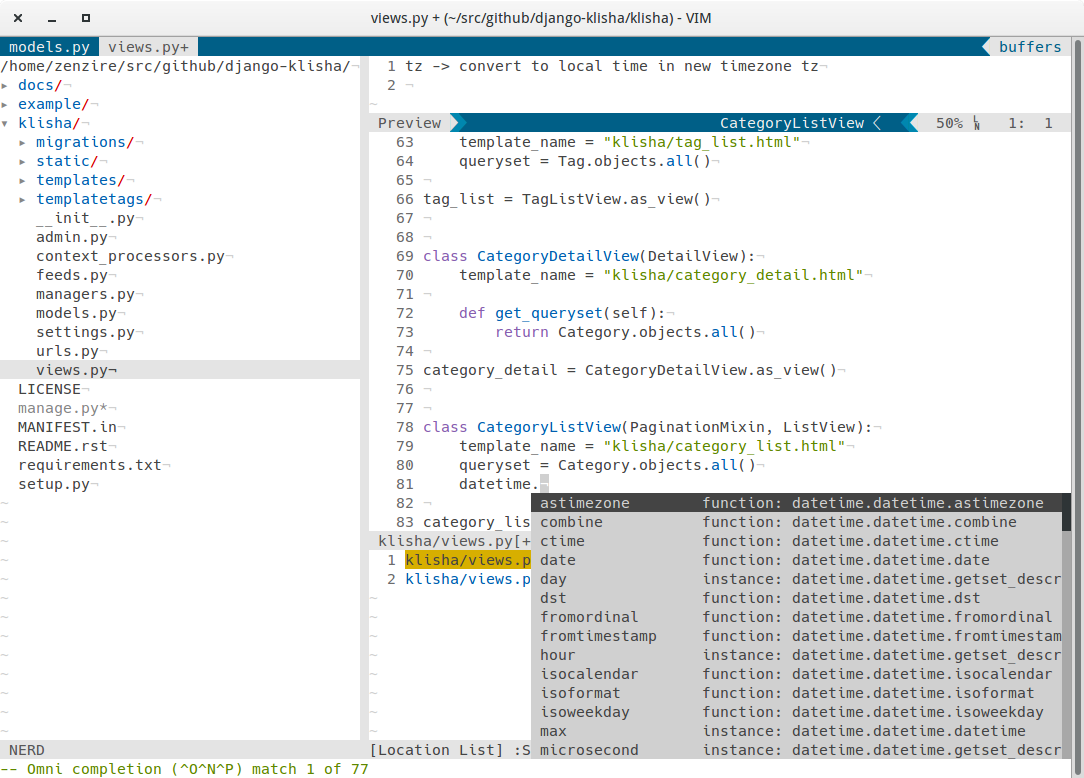 views.py + (~/src/github/django-klisha/klisha) - VIM
models.py views.py+ buffers
/home/zenzire/src/github/django-klisha/¬
▸ docs/¬
▸ example/¬
▾ klisha/¬
▸ migrations/¬
▸ static/¬
▸ templates/¬
▸ templatetags/¬
__init__.py¬
admin.py¬
context_processors.py¬
feeds.py¬
managers.py¬
models.py¬
settings.py¬
urls.py¬
views.py¬
LICENSE¬
manage.py*¬
MANIFEST.in¬
README.rst¬
requirements.txt¬
setup.py¬
~
~
~
~
~
~
~
~
~
~
~
~
~
NERD
1 tz -> convert to local time in new timezone tz¬
2 ¬
~
Preview CategoryListView 50% LN 1: 1
63 template_name = "klisha/tag_list.html"¬
64 queryset = Tag.objects.all()¬
65 ¬
66 tag_list = TagListView.as_view()¬
67 ¬
68 ¬
69 class CategoryDetailView(DetailView):¬
70 template_name = "klisha/category_detail.html"¬
71 ¬
72 def get_queryset(self):¬
73 return Category.objects.all()¬
74 ¬
75 category_detail = CategoryDetailView.as_view()¬
76 ¬
77 ¬
78 class CategoryListView(PaginationMixin, ListView):¬
79 template_name = "klisha/category_list.html"¬
80 queryset = Category.objects.all()¬
81 datetime.
82 ¬
83 category_lis
klisha/views.py[+
1 klisha/views.p
2 klisha/views.p
~
~
~
~
~
~
~
~
[Location List] :S
astimezone function: datetime.datetime.astimezone
combine function: datetime.datetime.combine
ctime function: datetime.datetime.ctime
date function: datetime.datetime.date
day instance: datetime.datetime.getset_descr
dst function: datetime.datetime.dst
fromordinal function: datetime.datetime.fromordinal
fromtimestamp function: datetime.datetime.fromtimestam
hour instance: datetime.datetime.getset_descr
isocalendar function: datetime.datetime.isocalendar
isoformat function: datetime.datetime.isoformat
isoweekday function: datetime.datetime.isoweekday
max instance: datetime.datetime.datetime
microsecond instance: datetime.datetime.getset_descr
-- Omni completion (^O^N^P) match 1 of 77